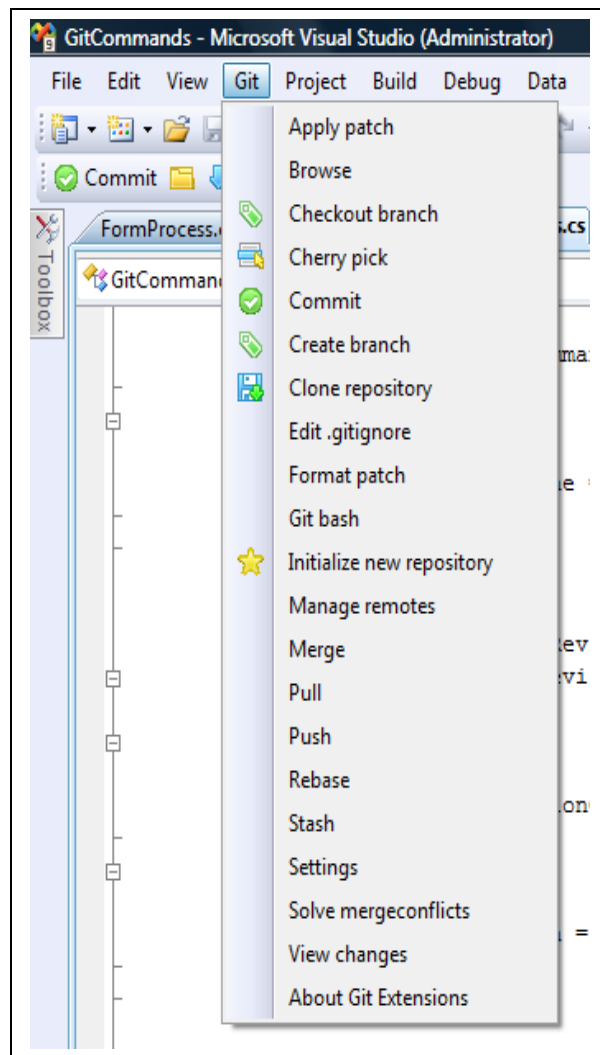 GitCommands - Microsoft Visual Studio (Administrator)
File Edit View Git Project Build Debug Data
Commit
Toolbox
FormProcess.
s.cs
GitComman
Apply patch
Browse
Checkout branch
Cherry pick
Commit
Create branch
Clone repository
Edit .gitignore
Format patch
Git bash
Initialize new repository
Manage remotes
Merge
Pull
Push
Rebase
Stash
Settings
Solve mergeconflicts
View changes
About Git Extensions